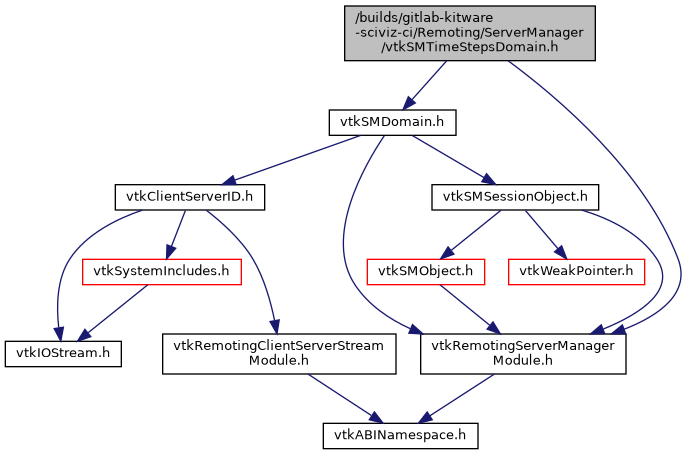 /builds/gitlab-kitware
-sciviz-ci/Remoting/ServerManager
/vtkSMTimeStepsDomain.h
vtkSMDomain.h
vtkClientServerID.h
vtkSMSessionObject.h
vtkSystemIncludes.h
vtkSMObject.h
vtkWeakPointer.h
vtkIOStream.h
vtkRemotingClientServerStream
Module.h
vtkRemotingServerManager
Module.h
vtkABINamespace.h